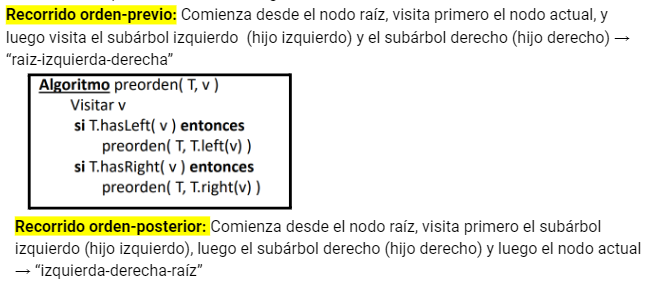 Recorrido orden-previo: Comienza desde el nodo raíz, visita primero el nodo actual, y
luego visita el subárbol izquierdo (hijo izquierdo) y el subárbol derecho (hijo derecho) →
“raiz-izquierda-derecha”
Algoritmo preorden( T, v )
Visitar v
si T.hasLeft( v ) entonces
preorden( T, T.left(v) )
si T.hasRight( v ) entonces
preorden( T, T.right(v) )
Recorrido orden-posterior: Comienza desde el nodo raíz, visita primero el subárbol
izquierdo (hijo izquierdo), luego el subárbol derecho (hijo derecho) y luego el nodo actual
→ “izquierda-derecha-raíz”